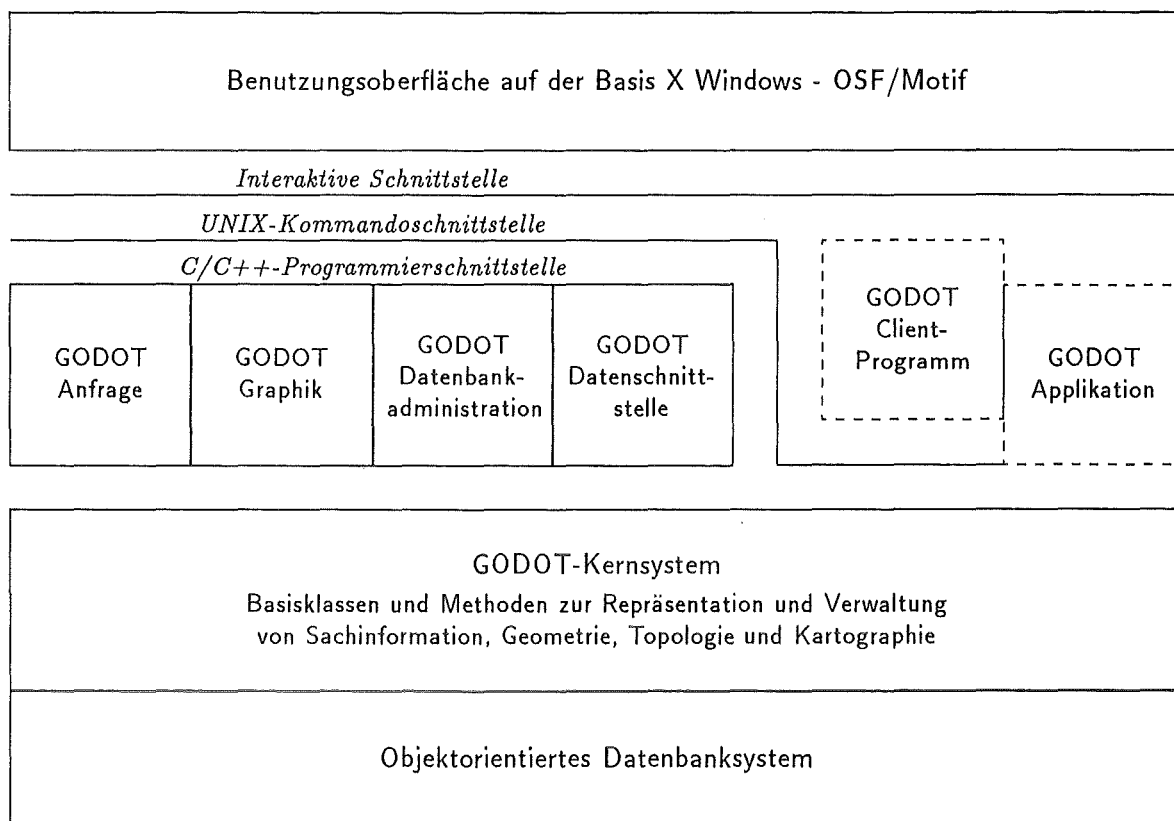 Benutzungsoberfläche auf der Basis X Windows - OSF/Motif
Interaktive Schnittstelle
UNIX-Kommandoschnittstelle
C/C++-Programmierschnittstelle
GODOT
Anfrage
GODOT
Graphik
GODOT
Datenbank-
administration
GODOT
Datenschnitt-
stelle
GODOT
Client-
Programm
GODOT
Applikation
GODOT-Kernsystem
Basisklassen und Methoden zur Repräsentation und Verwaltung
von Sachinformation, Geometrie, Topologie und Kartographie
Objektorientiertes Datenbanksystem